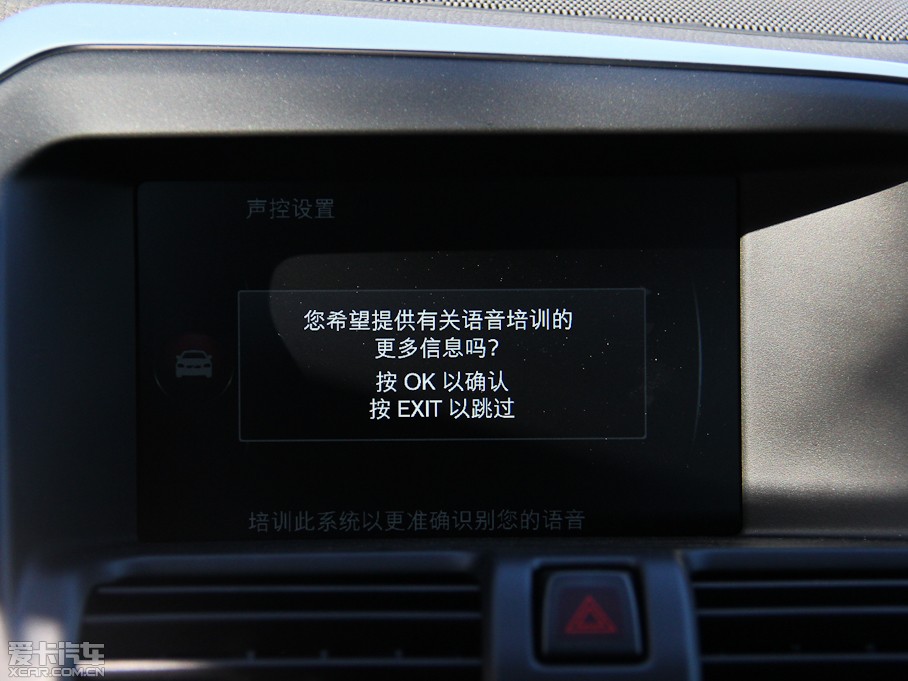 声控设置
您希望提供有关语音培训的
更多信息吗?
按 OK 以确认
按 EXIT 以跳过
培训此系统以更准确识别您的语音
爱卡汽车
XCAR.COM.CN